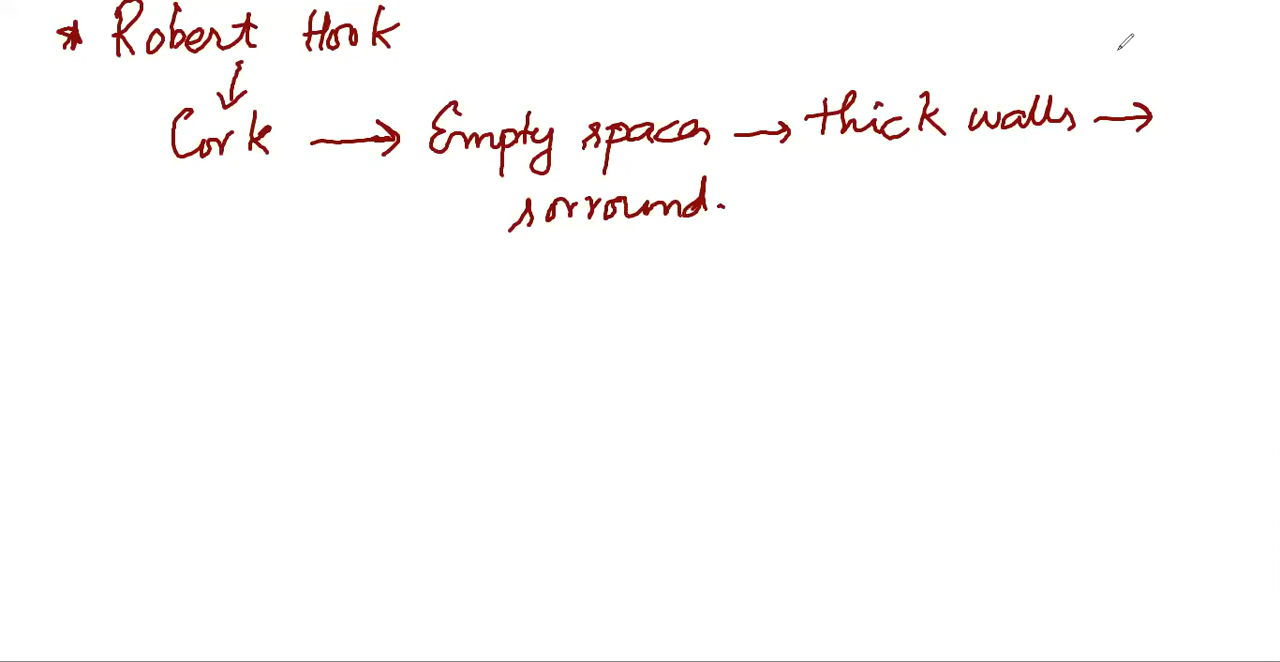 * Robert Hook
↓
Cork → Empty spaces → thick walls →
sorround.